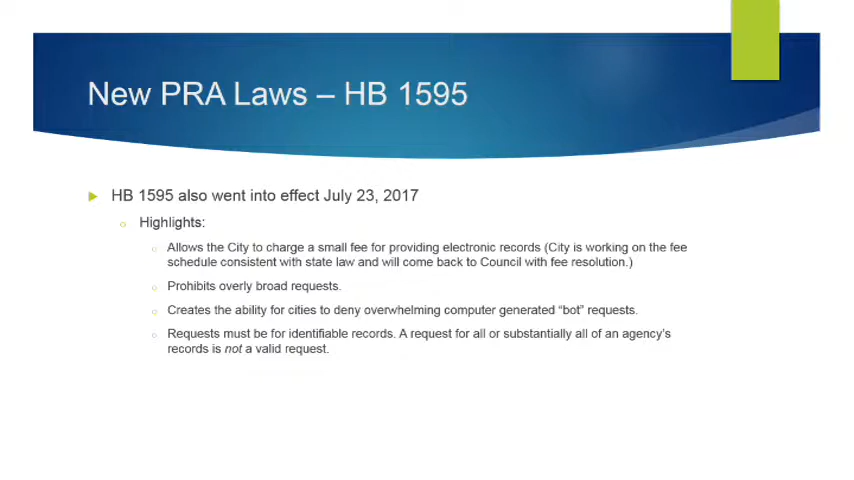 New PRA Laws – HB 1595
HB 1595 also went into effect July 23, 2017
Highlights:
Allows the City to charge a small fee for providing electronic records (City is working on the fee
schedule consistent with state law and will come back to Council with fee resolution.)
Prohibits overly broad requests.
Creates the ability for cities to deny overwhelming computer generated “bot” requests.
Requests must be for identifiable records. A request for all or substantially all of an agency’s
records is not a valid request.